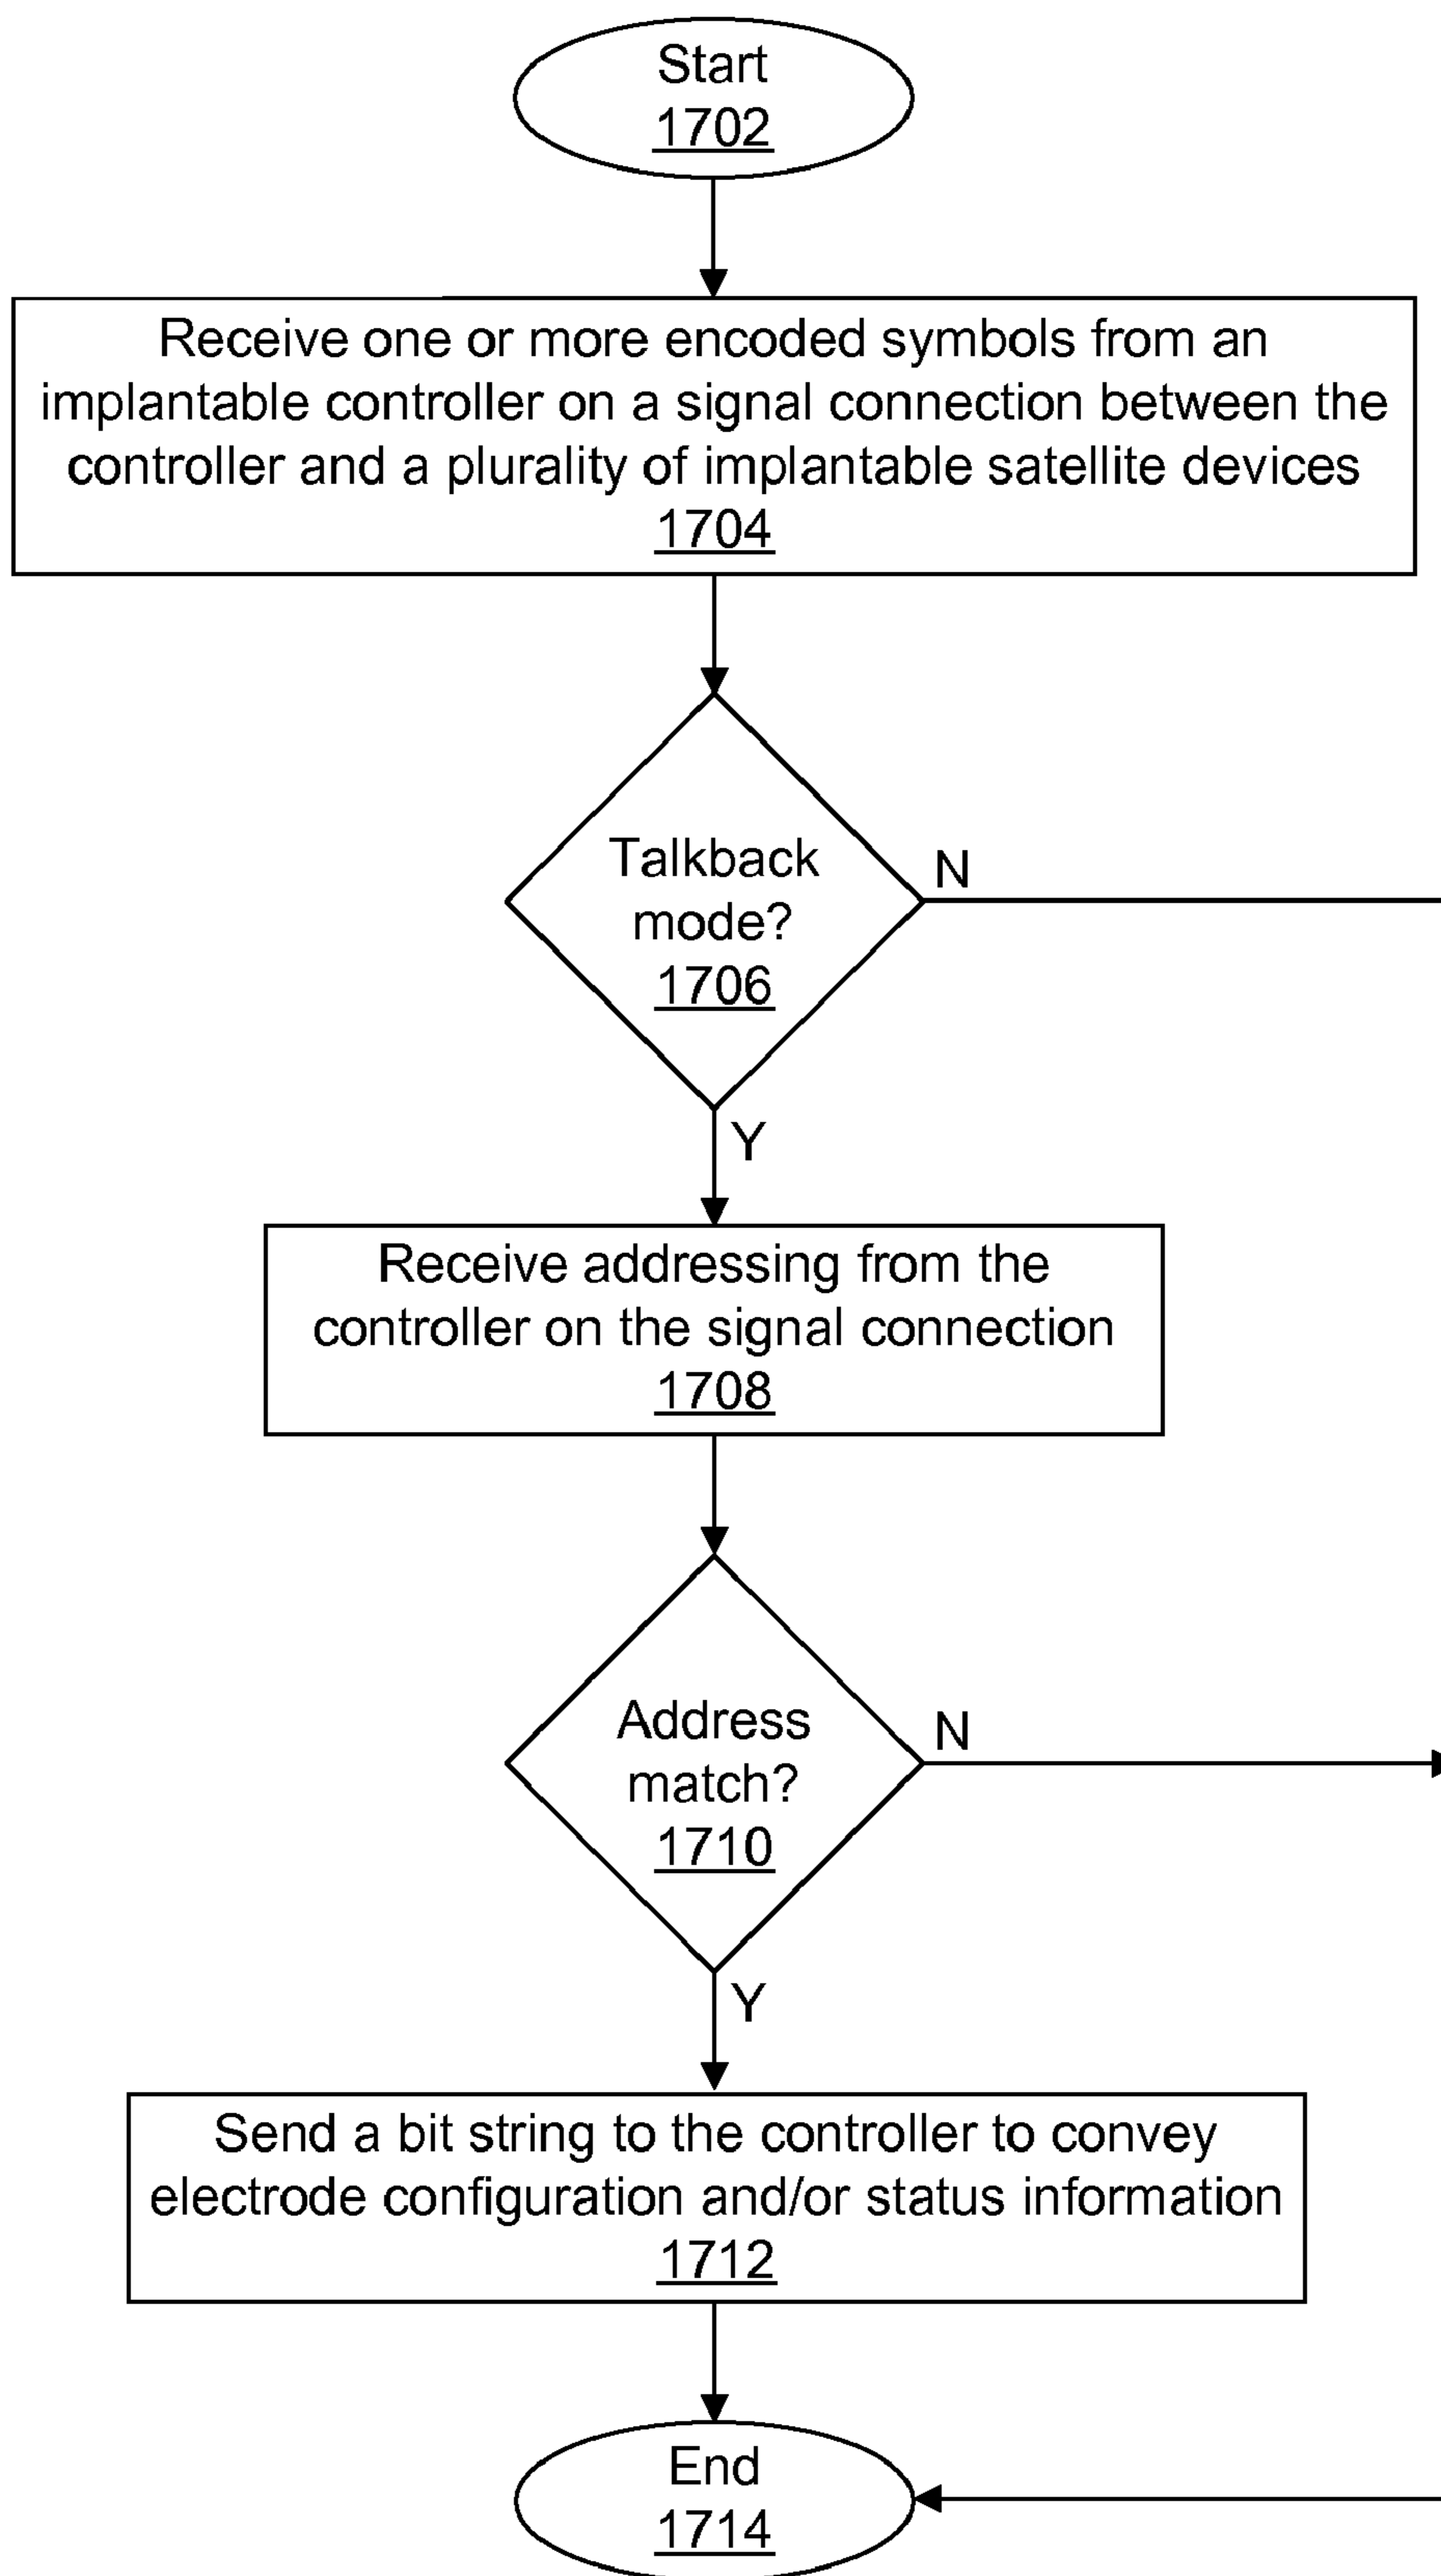 Start
1702
Receive one or more encoded symbols from an
implantable controller on a signal connection between the
controller and a plurality of implantable satellite devices
1704
Talkback
mode?
1706
N
Y
Receive addressing from the
controller on the signal connection
1708
Address
match?
1710
N
Y
Send a bit string to the controller to convey
electrode configuration and/or status information
1712
End
1714